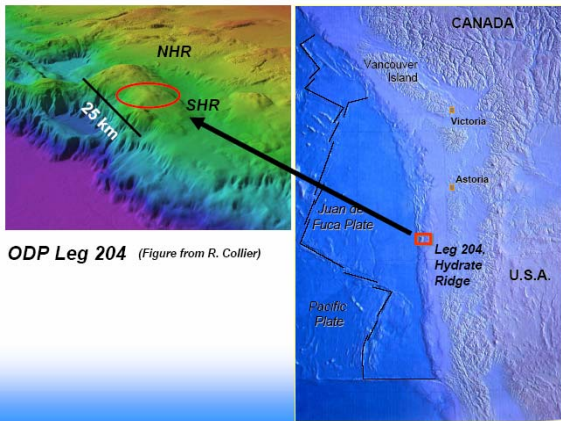 NHR
SHR
25 km
ODP Leg 204 (Figure from R. Collier)
CANADA
Vancouver
Island
Victoria
Astoria
Juan de
Fuca Plate
Leg 204,
Hydrate
Ridge
U.S.A.
Pacific
Plate